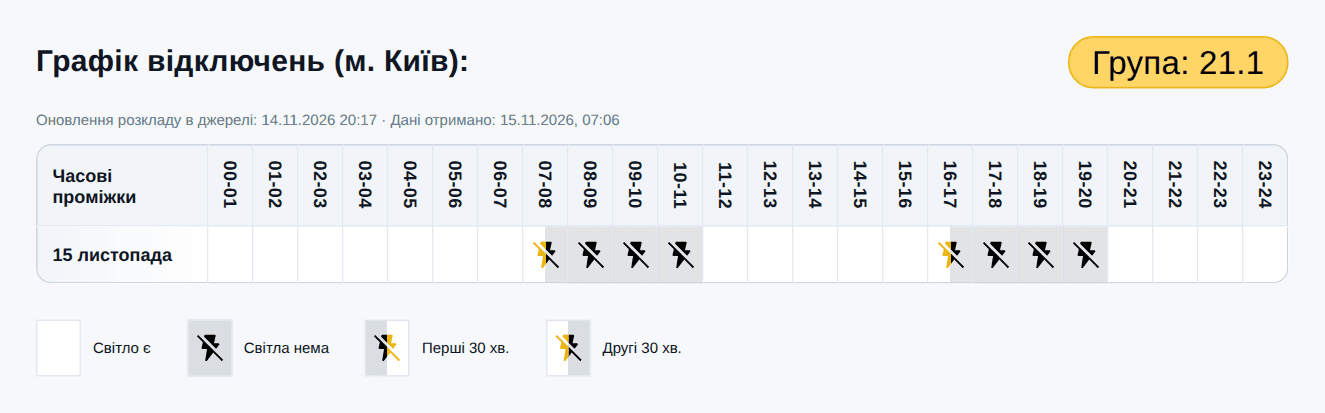 Графік відключень (м. Київ):
Група: 21.1
Оновлення розкладу в джерелі: 14.11.2026 20:17 · Дані отримано: 15.11.2026, 07:06
Часові
проміжки
00-01
01-02
02-03
03-04
04-05
05-06
06-07
07-08
08-09
09-10
10-11
11-12
12-13
13-14
14-15
15-16
16-17
17-18
18-19
19-20
20-21
21-22
22-23
23-24
15 листопада
Світло є
Світла нема
Перші 30 хв.
Другі 30 хв.